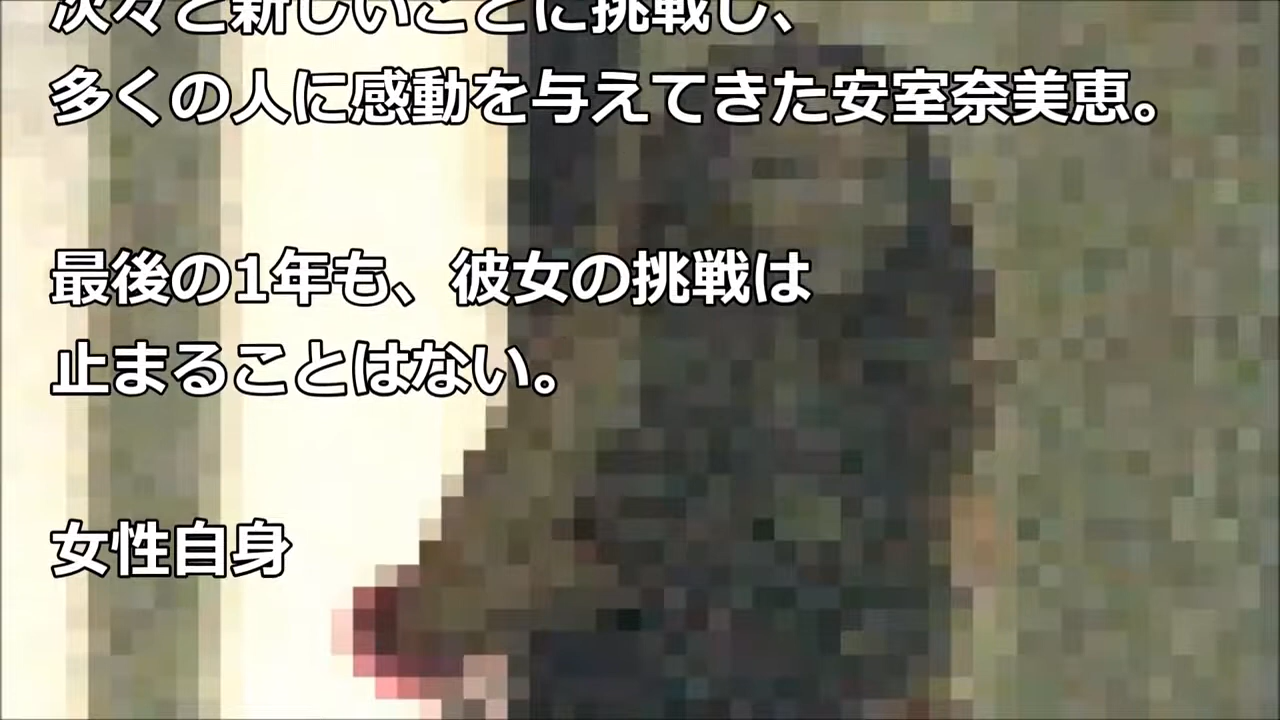 次々と新しいことに挑戦し、
多くの人に感動を与えてきた安室奈美恵。
最後の1年も、彼女の挑戦は
止まることはない。
女性自身